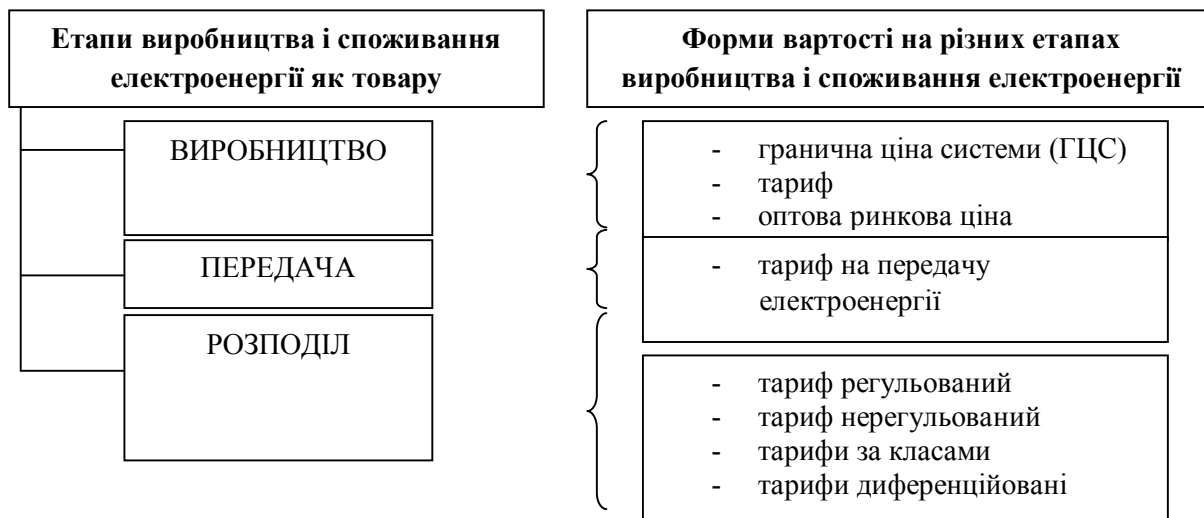 Етапи виробництва і споживання
електроенергії як товару
Форми вартості на різних етапах
виробництва і споживання електроенергії
ВИРОБНИЦТВО
- гранична ціна системи (ГЦС)
- тариф
- оптова ринкова ціна
ПЕРЕДАЧА
- тариф на передачу
електроенергії
РОЗПОДІЛ
- тариф регульований
- тариф нерегульований
- тарифи за класами
- тарифи диференційовані